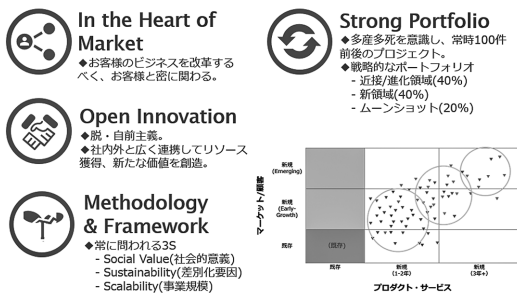 In the Heart of
Market
◆お客様のビジネスを改革する
べく、お客様と密に関わる。
Open Innovation
◆脱・自前主義。
◆社内外と広く連携してリソース
獲得、新たな価値を創造。
Methodology
& Framework
◆常に問われる3S
- Social Value(社会的意義)
- Sustainability(差別化要因)
- Scalability(事業規模)
Strong Portfolio
◆多産多死を意識し、常時100件
前後のプロジェクト。
◆戦略的なポートフォリオ
- 近接/進化領域(40%)
- 新領域(40%)
- ムーンショット(20%)
マーケット/顧客
新規
(Emerging)
新規
(Early-
Growth)
既存
(既存)
既存
新規
(1-2年)
新規
(3年+)
プロダクト・サービス